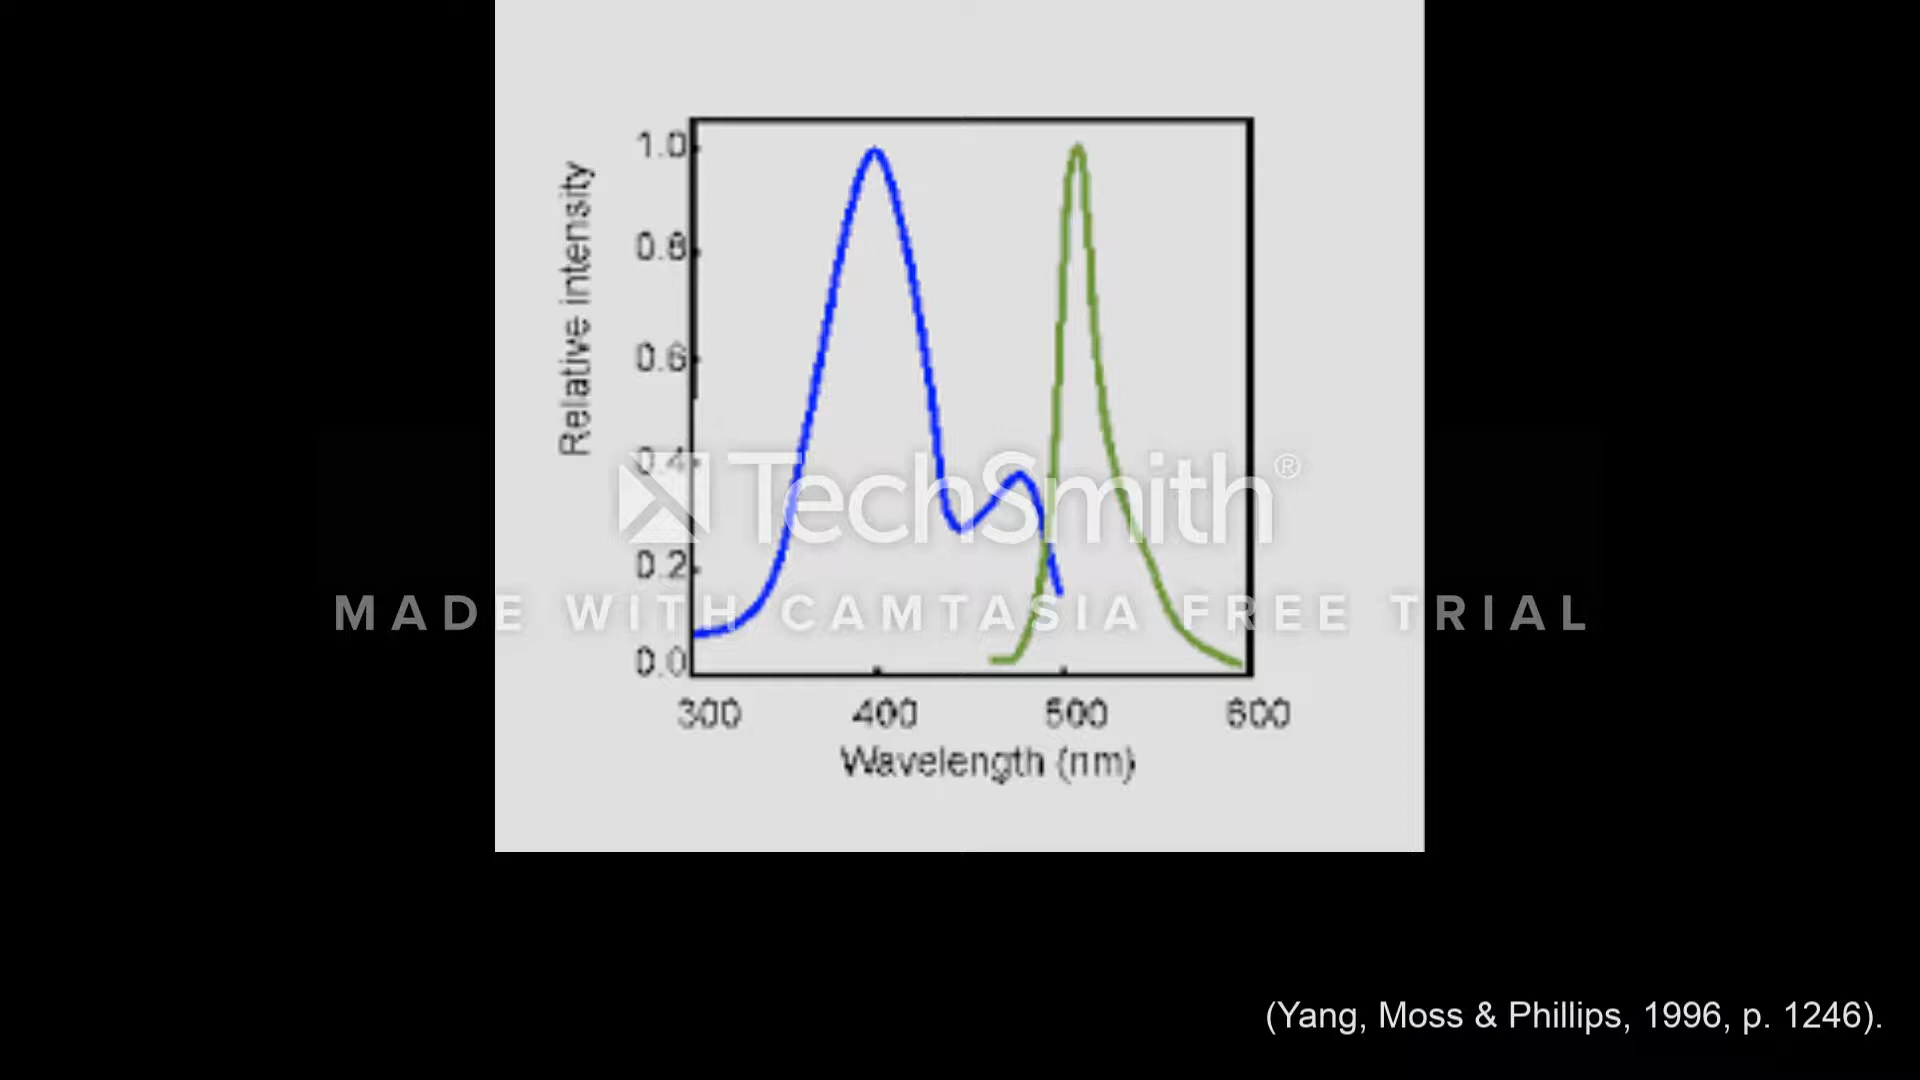 1.0
0.8
0.6
0.4
0.2
0.0
Relative intensity
300 400 500 600
Wavelength (nm)
TechSmith®
MADE WITH CAMTASIA FREE TRIAL
(Yang, Moss & Phillips, 1996, p. 1246).